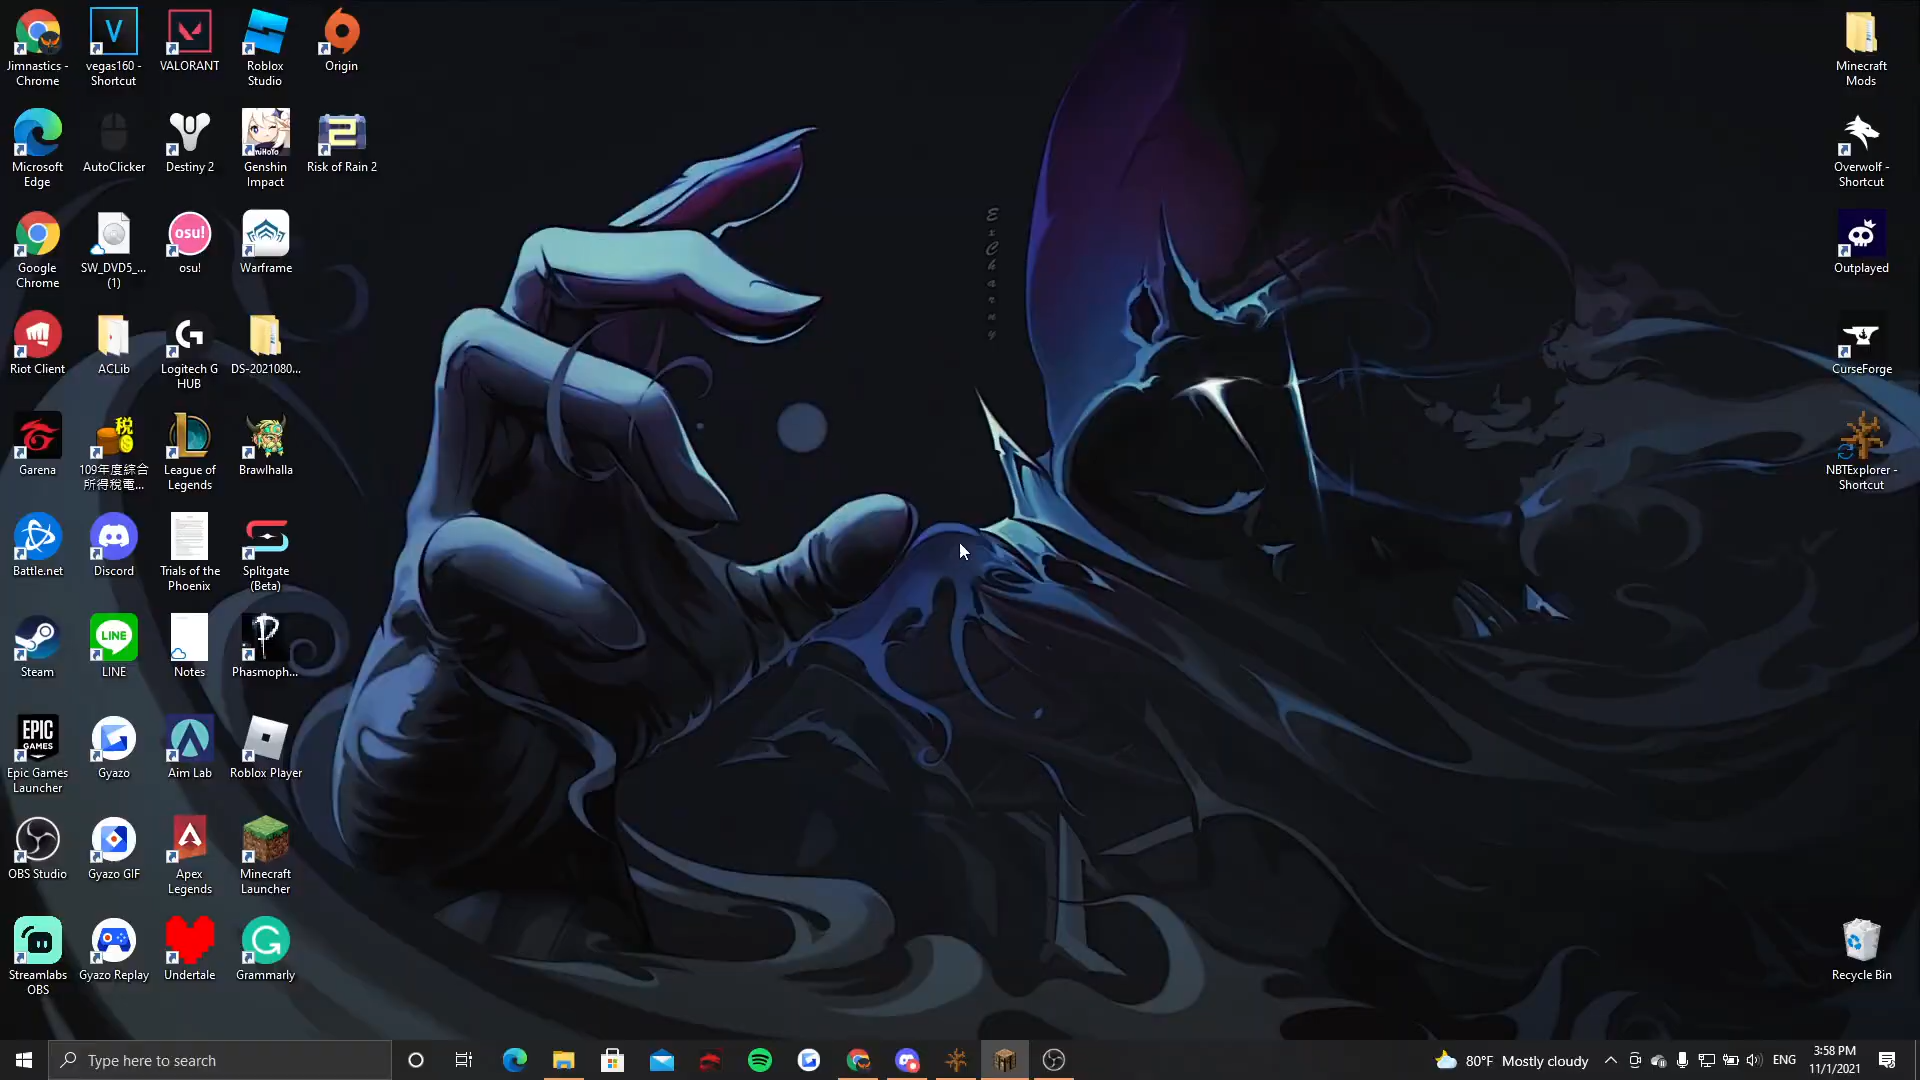 Jimnastics -
Chrome
vegas160 -
Shortcut
VALORANT
Roblox
Studio
Origin
Minecraft
Mods
Microsoft
Edge
AutoClicker
Destiny 2
Genshin
Impact
Risk of Rain 2
Overwolf -
Shortcut
Google
Chrome
SW_DVD5_...
(1)
osu!
osu!
Warframe
Outplayed
ExCharny
Riot Client
ACLib
Logitech G
HUB
DS-2021080...
CurseForge
Garena
税
109年度綜合
所得稅電...
League of
Legends
Brawlhalla
NBTExplorer -
Shortcut
Battle.net
Discord
Trials of the
Phoenix
Splitgate
(Beta)
Steam
LINE
LINE
Notes
Phasmoph...
EPIC
GAMES
Epic Games
Launcher
Gyazo
Aim Lab
Roblox Player
OBS Studio
Gyazo GIF
Apex
Legends
Minecraft
Launcher
Streamlabs
OBS
Gyazo Replay
Undertale
Grammarly
Recycle Bin
Type here to search
80°F Mostly cloudy
ENG
3:58 PM
11/1/2021